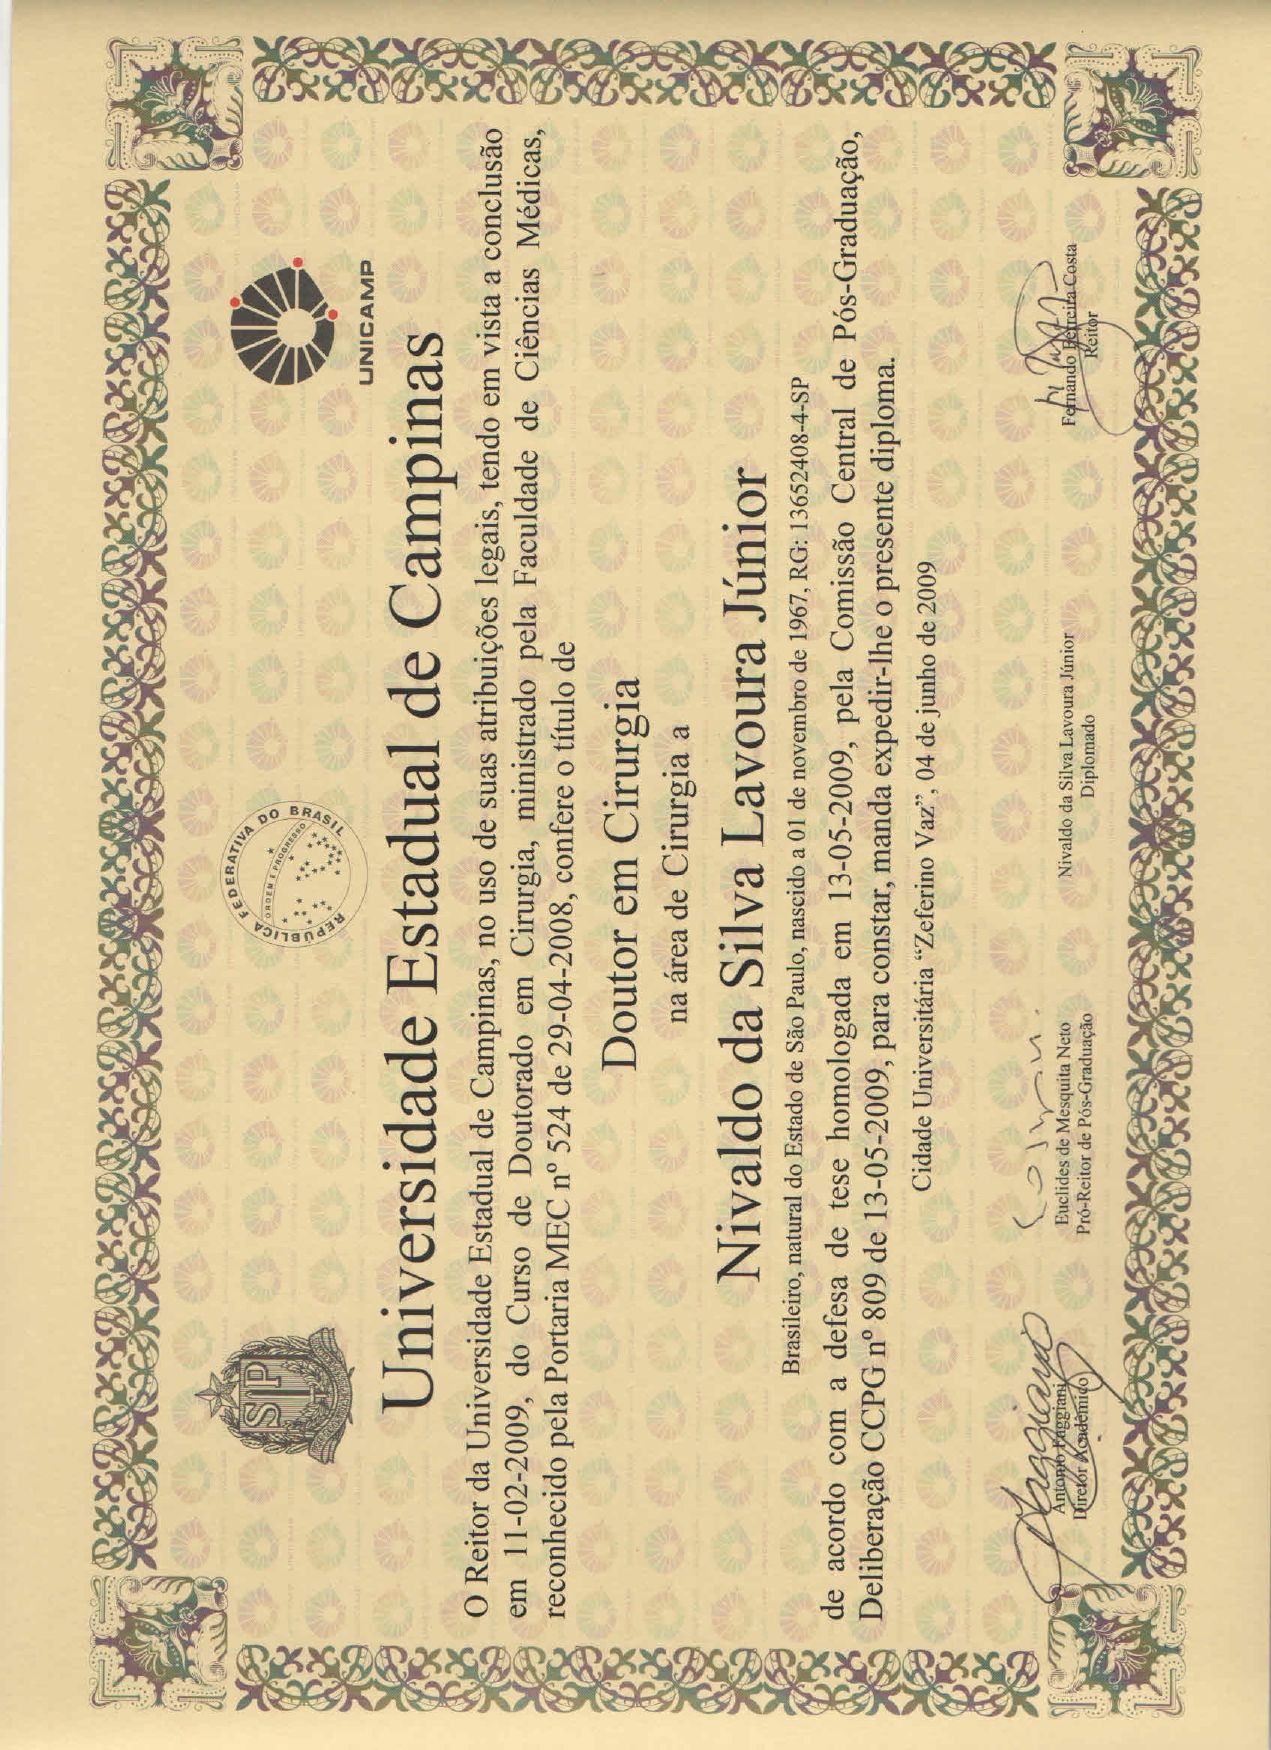 SP
REPÚBLICA FEDERATIVA DO BRASIL
ORDEM E PROGRESSO
UNICAMP
Universidade Estadual de Campinas
O Reitor da Universidade Estadual de Campinas, no uso de suas atribuições legais, tendo em vista a conclusão
em 11-02-2009, do Curso de Doutorado em Cirurgia, ministrado pela Faculdade de Ciências Médicas,
reconhecido pela Portaria MEC nº 524 de 29-04-2008, confere o título de
Doutor em Cirurgia
na área de Cirurgia a
Nivaldo da Silva Lavoura Júnior
Brasileiro, natural do Estado de São Paulo, nascido a 01 de novembro de 1967, RG: 13652408-4-SP
de acordo com a defesa de tese homologada em 13-05-2009, pela Comissão Central de Pós-Graduação,
Deliberação CCPG nº 809 de 13-05-2009, para constar, manda expedir-lhe o presente diploma.
Cidade Universitária “Zeferino Vaz”, 04 de junho de 2009
Antonio Faggiani
Diretor Acadêmico
Euclides de Mesquita Neto
Pró-Reitor de Pós-Graduação
Nivaldo da Silva Lavoura Júnior
Diplomado
Fernando Ferreira Costa
Reitor